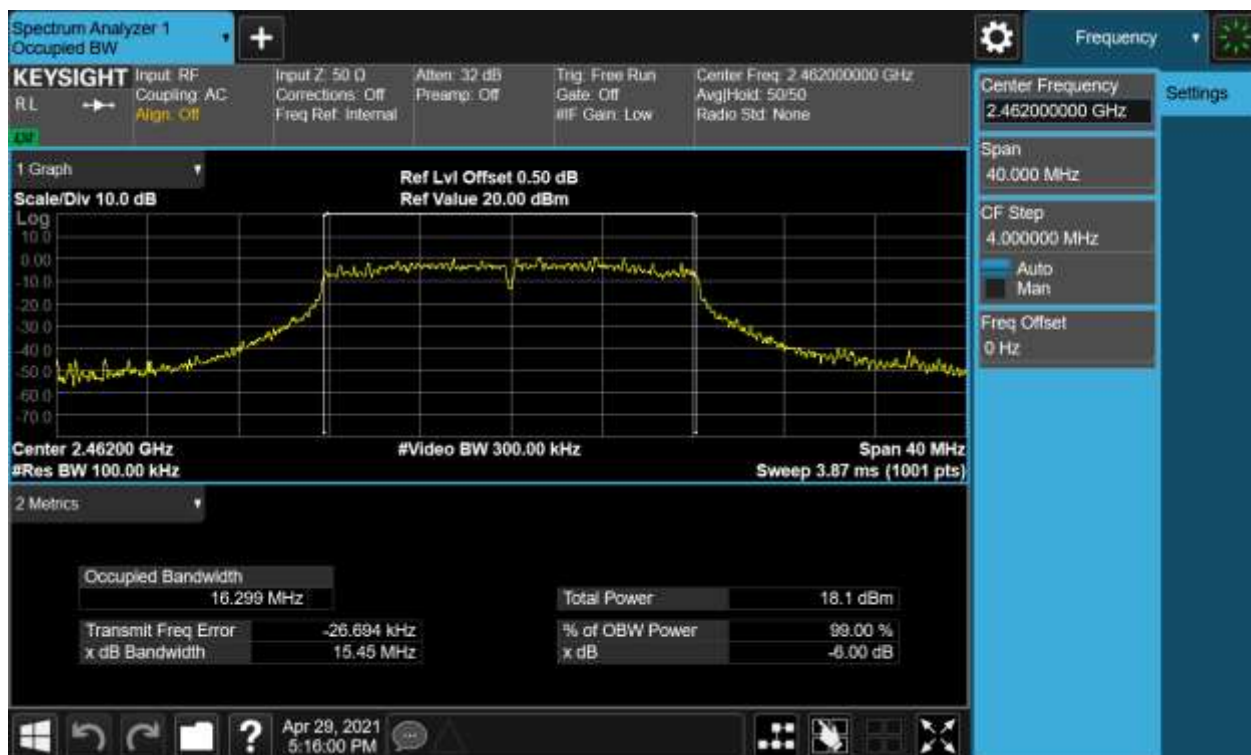 Spectrum Analyzer 1
Occupied BW
+
Frequency
KEYSIGHT
RL
Input: RF
Coupling: AC
Align: Off
Input Z: 50 Ω
Corrections: Off
Freq Ref: Internal
Atten: 32 dB
Preamp: Off
Trig: Free Run
Gate: Off
#IF Gain: Low
Center Freq: 2.462000000 GHz
Avg|Hold: 50/50
Radio Std: None
Center Frequency
2.462000000 GHz
Settings
Span
40.000 MHz
CF Step
4.000000 MHz
Auto
Man
Freq Offset
0 Hz
1 Graph
Scale/Div 10.0 dB
Ref Lvl Offset 0.50 dB
Ref Value 20.00 dBm
Log
10.0
0.00
-10.0
-20.0
-30.0
-40.0
-50.0
-60.0
-70.0
Center 2.46200 GHz
#Video BW 300.00 kHz
Span 40 MHz
#Res BW 100.00 kHz
Sweep 3.87 ms (1001 pts)
2 Metrics
Occupied Bandwidth
16.299 MHz
Total Power 18.1 dBm
Transmit Freq Error -26.694 kHz
% of OBW Power 99.00 %
x dB Bandwidth 15.45 MHz
x dB -6.00 dB
?
Apr 29, 2021
5:16:00 PM